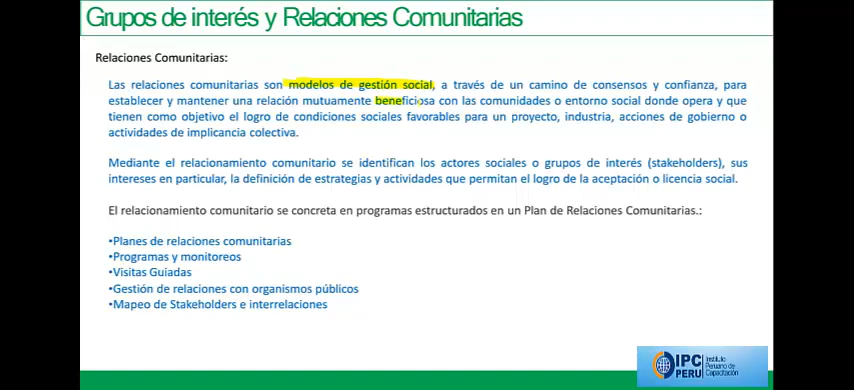 Grupos de interés y Relaciones Comunitarias
Relaciones Comunitarias:
Las relaciones comunitarias son modelos de gestión social, a través de un camino de consensos y confianza, para
establecer y mantener una relación mutuamente beneficiosa con las comunidades o entorno social donde opera y que
tienen como objetivo el logro de condiciones sociales favorables para un proyecto, industria, acciones de gobierno o
actividades de implicancia colectiva.
Mediante el relacionamiento comunitario se identifican los actores sociales o grupos de interés (stakeholders), sus
intereses en particular, la definición de estrategias y actividades que permitan el logro de la aceptación o licencia social.
El relacionamiento comunitario se concreta en programas estructurados en un Plan de Relaciones Comunitarias.:
•Planes de relaciones comunitarias
•Programas y monitoreos
•Visitas Guiadas
•Gestión de relaciones con organismos públicos
•Mapeo de Stakeholders e interrelaciones
IPC
PERU
Instituto
Peruano de
Capacitación